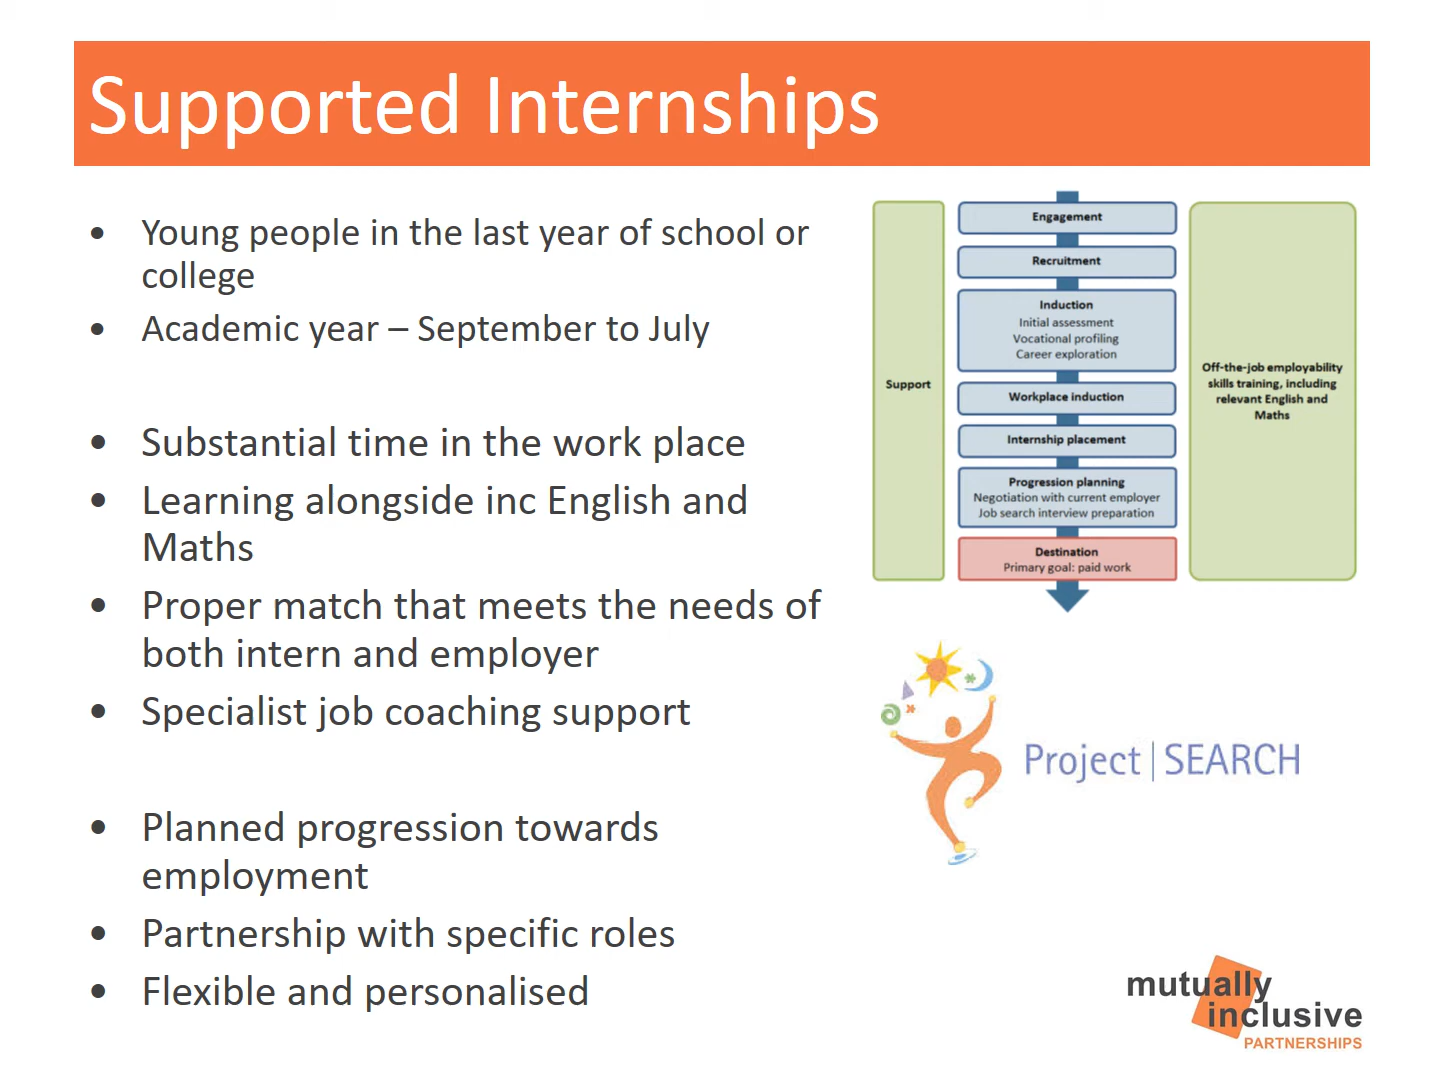 Supported Internships
• Young people in the last year of school or
college
• Academic year – September to July
• Substantial time in the work place
• Learning alongside inc English and
Maths
• Proper match that meets the needs of
both intern and employer
• Specialist job coaching support
• Planned progression towards
employment
• Partnership with specific roles
• Flexible and personalised
Support
Engagement
Recruitment
Induction
Initial assessment
Vocational profiling
Career exploration
Workplace induction
Internship placement
Progression planning
Negotiation with current employer
Job search interview preparation
Destination
Primary goal: paid work
Off-the-job employability
skills training, including
relevant English and
Maths
Project | SEARCH
mutually
inclusive
PARTNERSHIPS